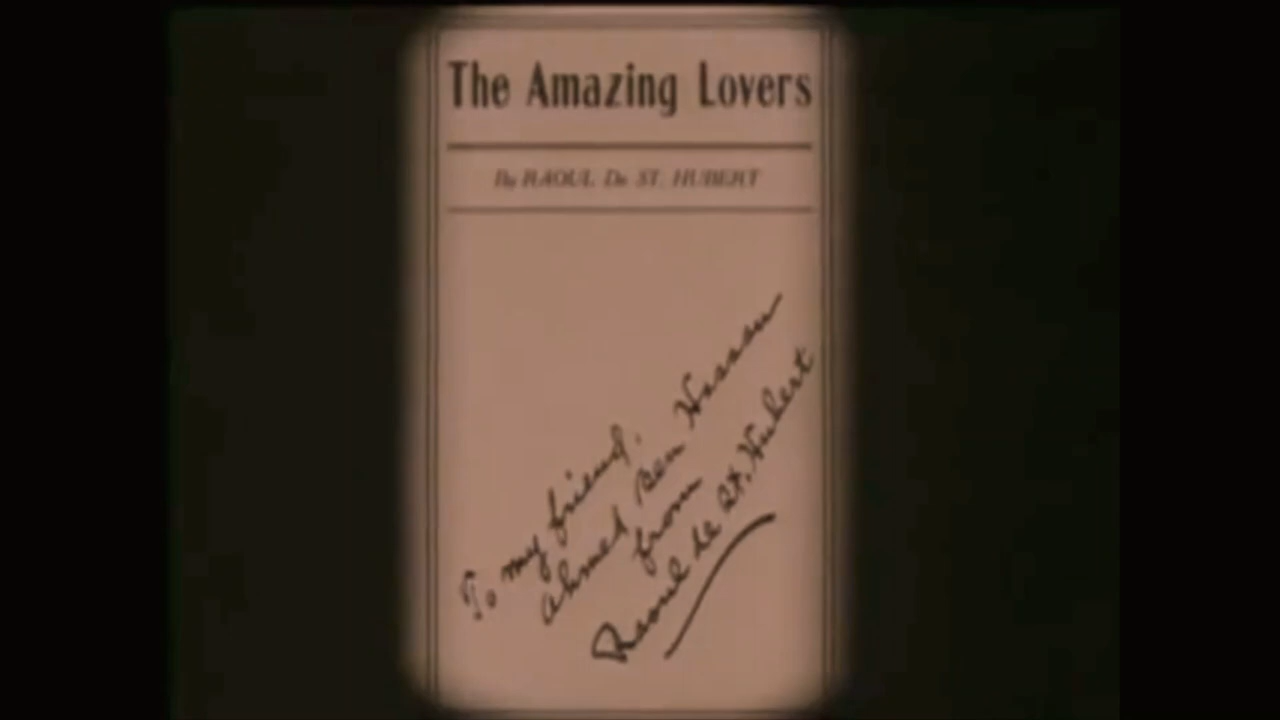 The Amazing Lovers
By RAOUL De ST. HUBERT
To my friend,
Ahmed Ben Hassan
from
Raoul de St. Hubert